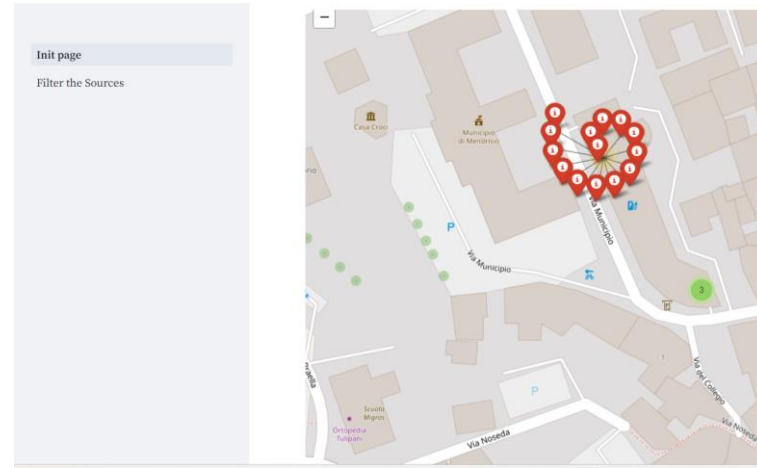 Init page
Filter the Sources
−
Casa Croci
Municipio
di Mendrisio
P
Via Municipio
Via Municipio
3
Via del Collegio
Via Noseda
Scuola
Migros
Ortopedia
Tulipani
P
Via Noseda